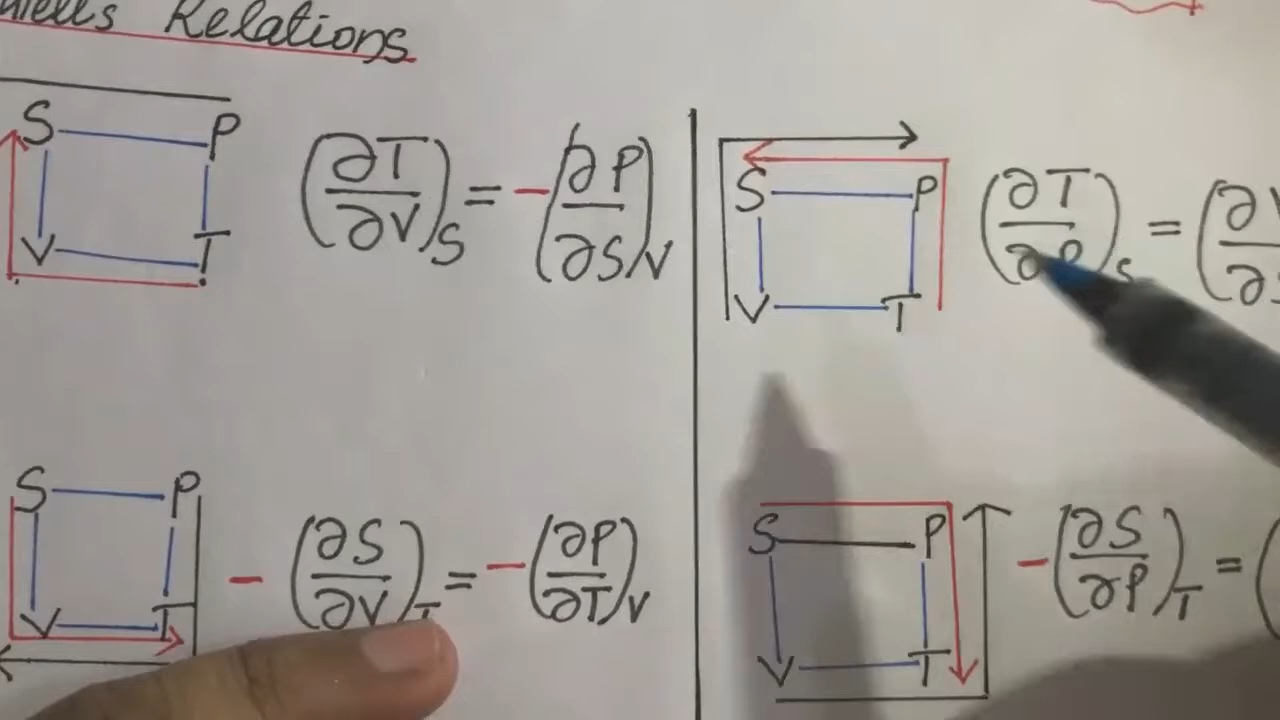 Relations
S P
V T
(∂T/∂V)S = -(∂P/∂S)V
S P
V T
(∂T/∂P)S = (∂V/∂
S P
V T
-(∂S/∂V)T = -(∂P/∂T)V
S P
V T
-(∂S/∂P)T = (